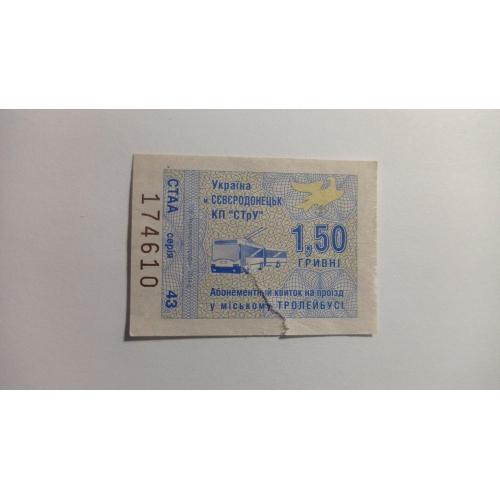 Україна
м СЄВЄРОДОНЕЦЬК
КП "СТрУ"
1,50
ГРИВНІ
Абонементний квиток на проїзд
у міському ТРОЛЕЙБУСІ
СТАА серія 43
174610